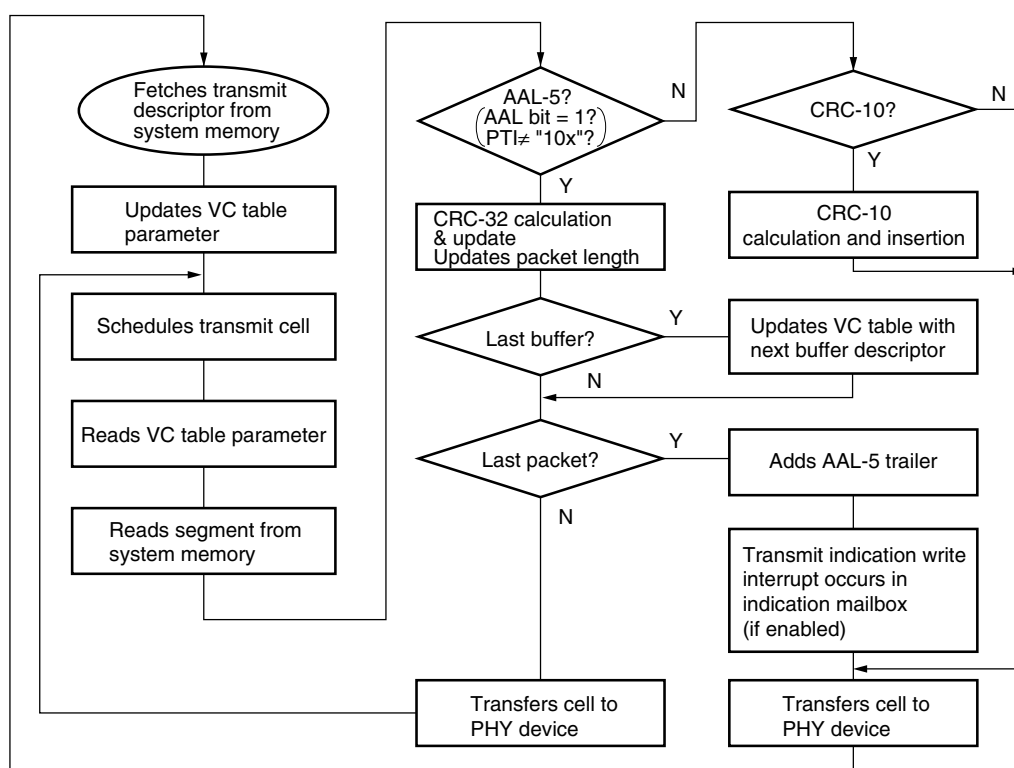 Fetches transmit
descriptor from
system memory
Updates VC table
parameter
Schedules transmit cell
Reads VC table parameter
Reads segment from
system memory
AAL-5?
(AAL bit = 1?
PTI≠ "10x"?)
N
Y
CRC-32 calculation
& update
Updates packet length
Last buffer?
Y
N
Last packet?
Y
N
Transfers cell to
PHY device
CRC-10?
N
Y
CRC-10
calculation and insertion
Updates VC table with
next buffer descriptor
Adds AAL-5 trailer
Transmit indication write
interrupt occurs in
indication mailbox
(if enabled)
Transfers cell to
PHY device